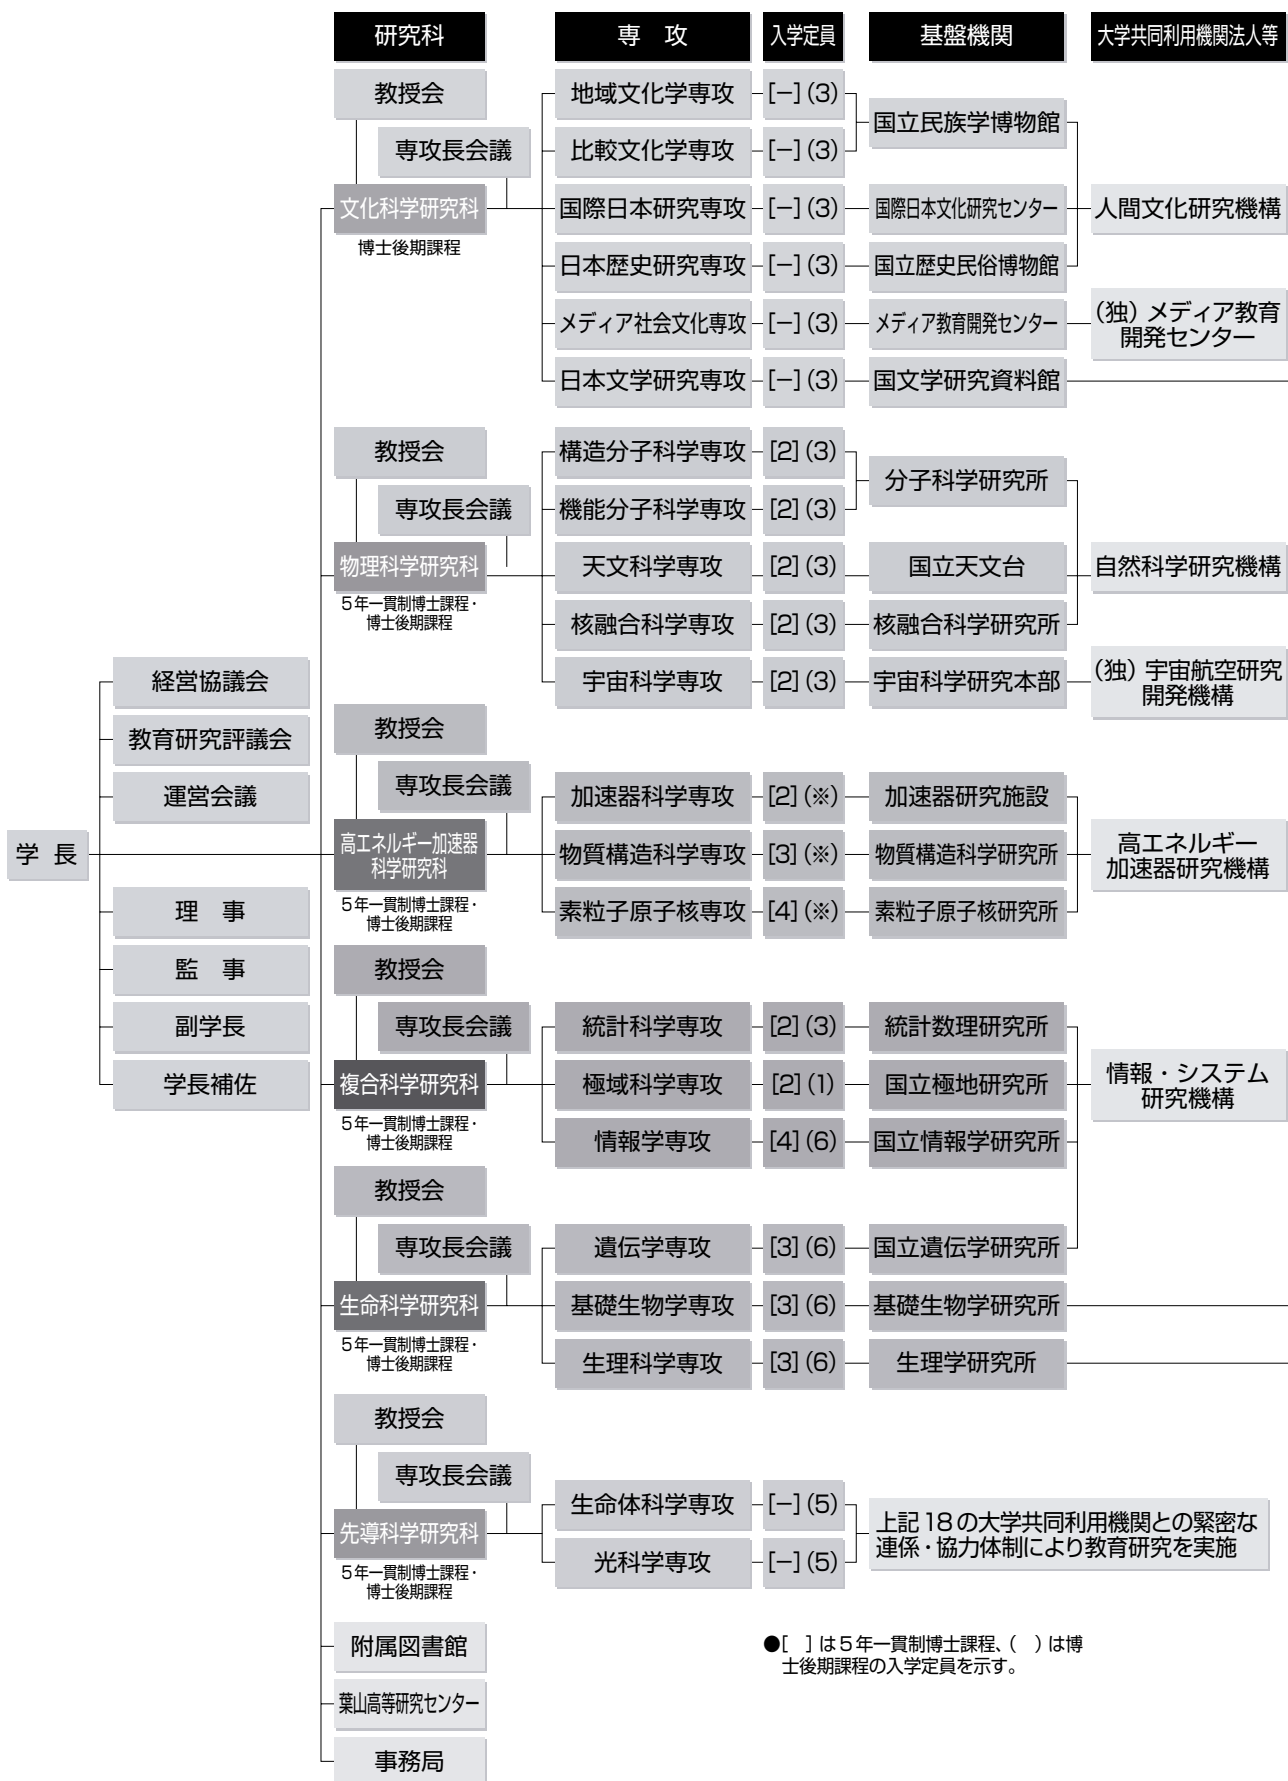 研究科
専　攻
入学定員
基盤機関
大学共同利用機関法人等
教授会
専攻長会議
文化科学研究科
博士後期課程
地域文化学専攻
[－](3)
国立民族学博物館
比較文化学専攻
[－](3)
国際日本研究専攻
[－](3)
国際日本文化研究センター
人間文化研究機構
日本歴史研究専攻
[－](3)
国立歴史民俗博物館
メディア社会文化専攻
[－](3)
メディア教育開発センター
(独)メディア教育
開発センター
日本文学研究専攻
[－](3)
国文学研究資料館
教授会
専攻長会議
物理科学研究科
5年一貫制博士課程・
博士後期課程
構造分子科学専攻
[2](3)
分子科学研究所
機能分子科学専攻
[2](3)
天文科学専攻
[2](3)
国立天文台
自然科学研究機構
核融合科学専攻
[2](3)
核融合科学研究所
宇宙科学専攻
[2](3)
宇宙科学研究本部
(独)宇宙航空研究
開発機構
学 長
経営協議会
教育研究評議会
運営会議
理　事
監　事
副学長
学長補佐
教授会
専攻長会議
高エネルギー加速器
科学研究科
5年一貫制博士課程・
博士後期課程
加速器科学専攻
[2](※)
加速器研究施設
物質構造科学専攻
[3](※)
物質構造科学研究所
高エネルギー
加速器研究機構
素粒子原子核専攻
[4](※)
素粒子原子核研究所
教授会
専攻長会議
複合科学研究科
5年一貫制博士課程・
博士後期課程
統計科学専攻
[2](3)
統計数理研究所
極域科学専攻
[2](1)
国立極地研究所
情報・システム
研究機構
情報学専攻
[4](6)
国立情報学研究所
教授会
専攻長会議
生命科学研究科
5年一貫制博士課程・
博士後期課程
遺伝学専攻
[3](6)
国立遺伝学研究所
基礎生物学専攻
[3](6)
基礎生物学研究所
生理科学専攻
[3](6)
生理学研究所
教授会
専攻長会議
先導科学研究科
5年一貫制博士課程・
博士後期課程
生命体科学専攻
[－](5)
光科学専攻
[－](5)
上記18の大学共同利用機関との緊密な
連係・協力体制により教育研究を実施
附属図書館
葉山高等研究センター
事務局
●[　]は5年一貫制博士課程、(　)は博
士後期課程の入学定員を示す。